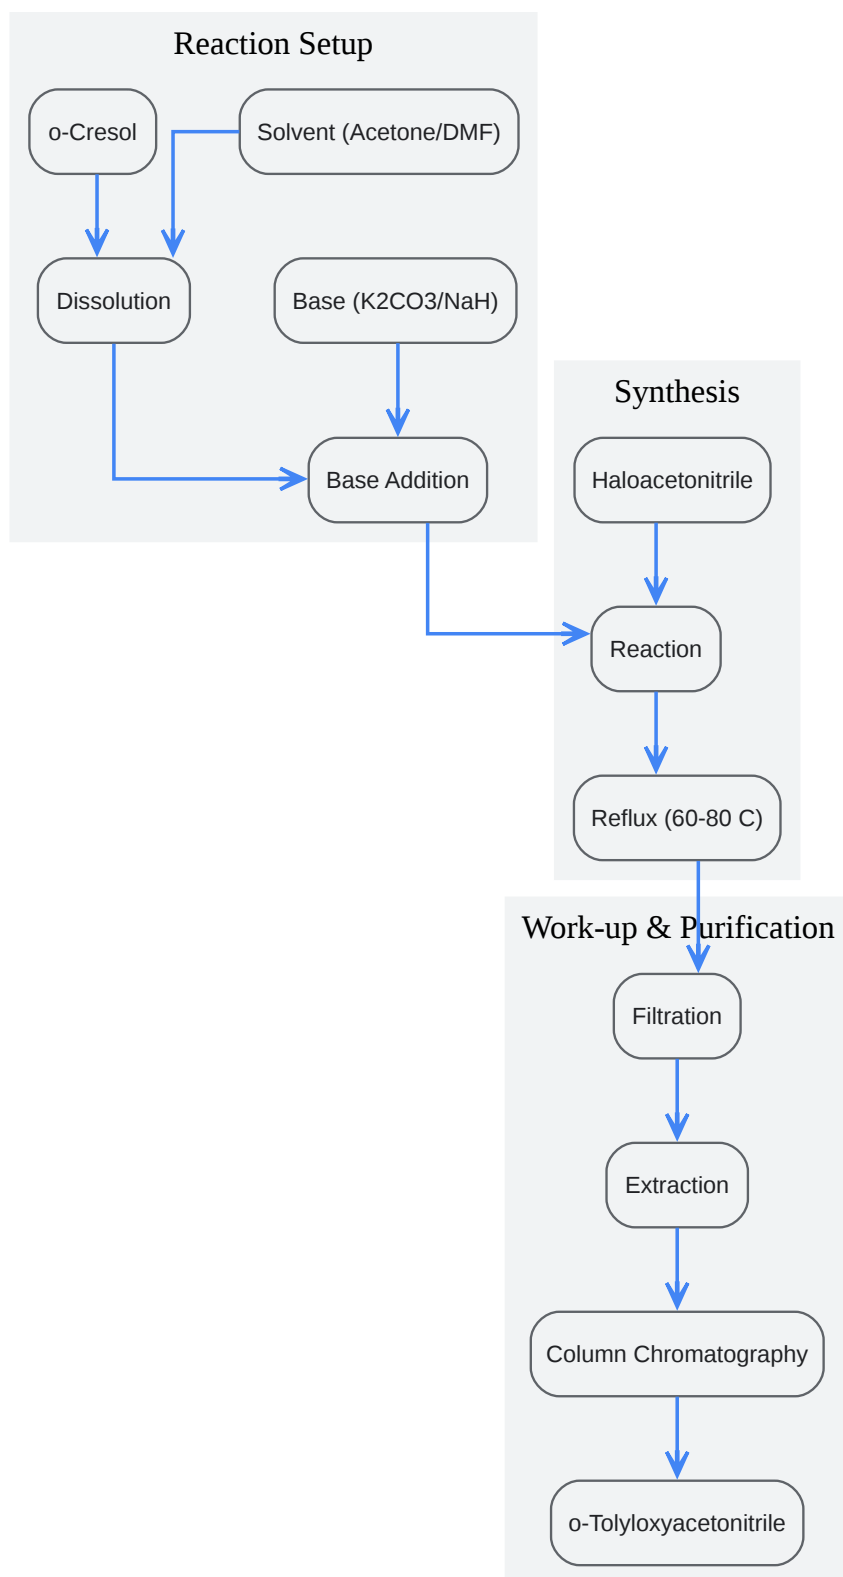 Reaction Setup
o-Cresol
Solvent (Acetone/DMF)
Dissolution
Base (K2CO3/NaH)
Base Addition
Synthesis
Haloacetonitrile
Reaction
Reflux (60-80 C)
Work-up & Purification
Filtration
Extraction
Column Chromatography
o-Tolyloxyacetonitrile